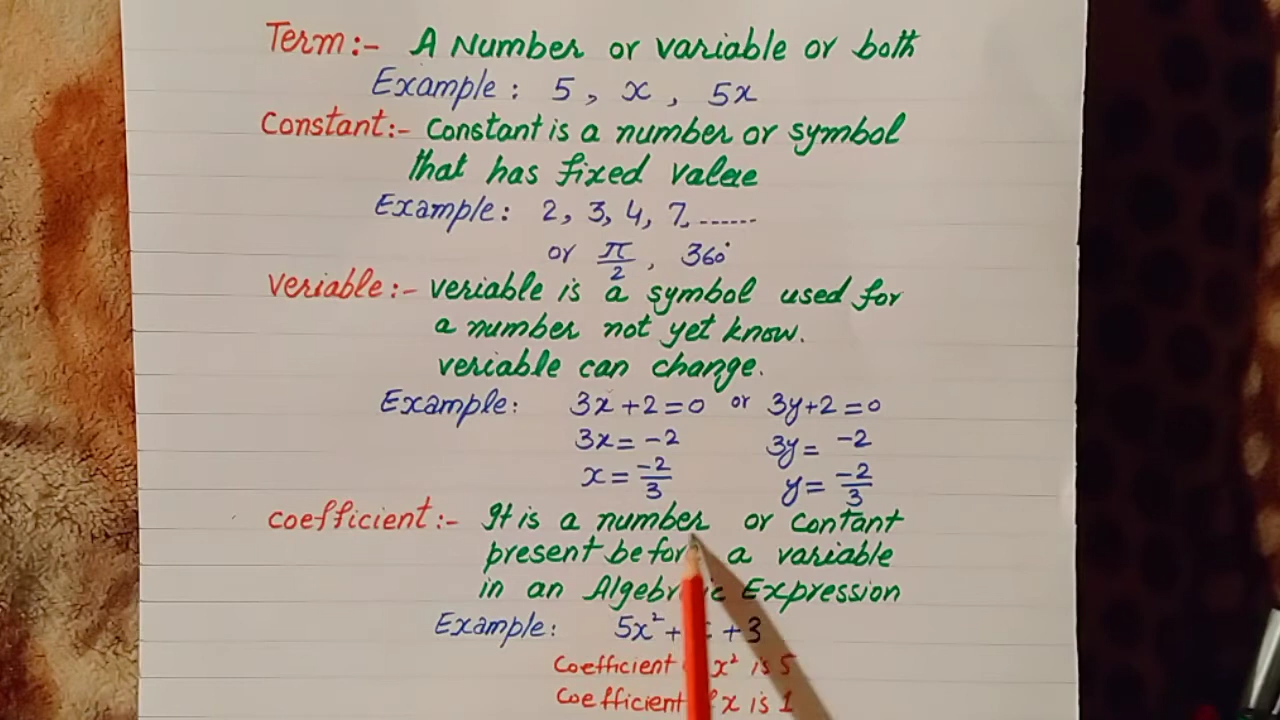 Term:- A Number or variable or both
Example: 5, x, 5x
Constant:- Constant is a number or symbol
that has fixed value
Example: 2, 3, 4, 7, ......
or π/2, 360°
Veriable:- veriable is a symbol used for
a number not yet know.
veriable can change.
Example: 3x+2=0 or 3y+2=0
3x = -2 3y = -2
x = -2/3 y = -2/3
Coefficient:- It is a number or contant
present a variable
in an Expression
Example: 5x² + +3
Coefficient x² is 5
Coefficient x is 1